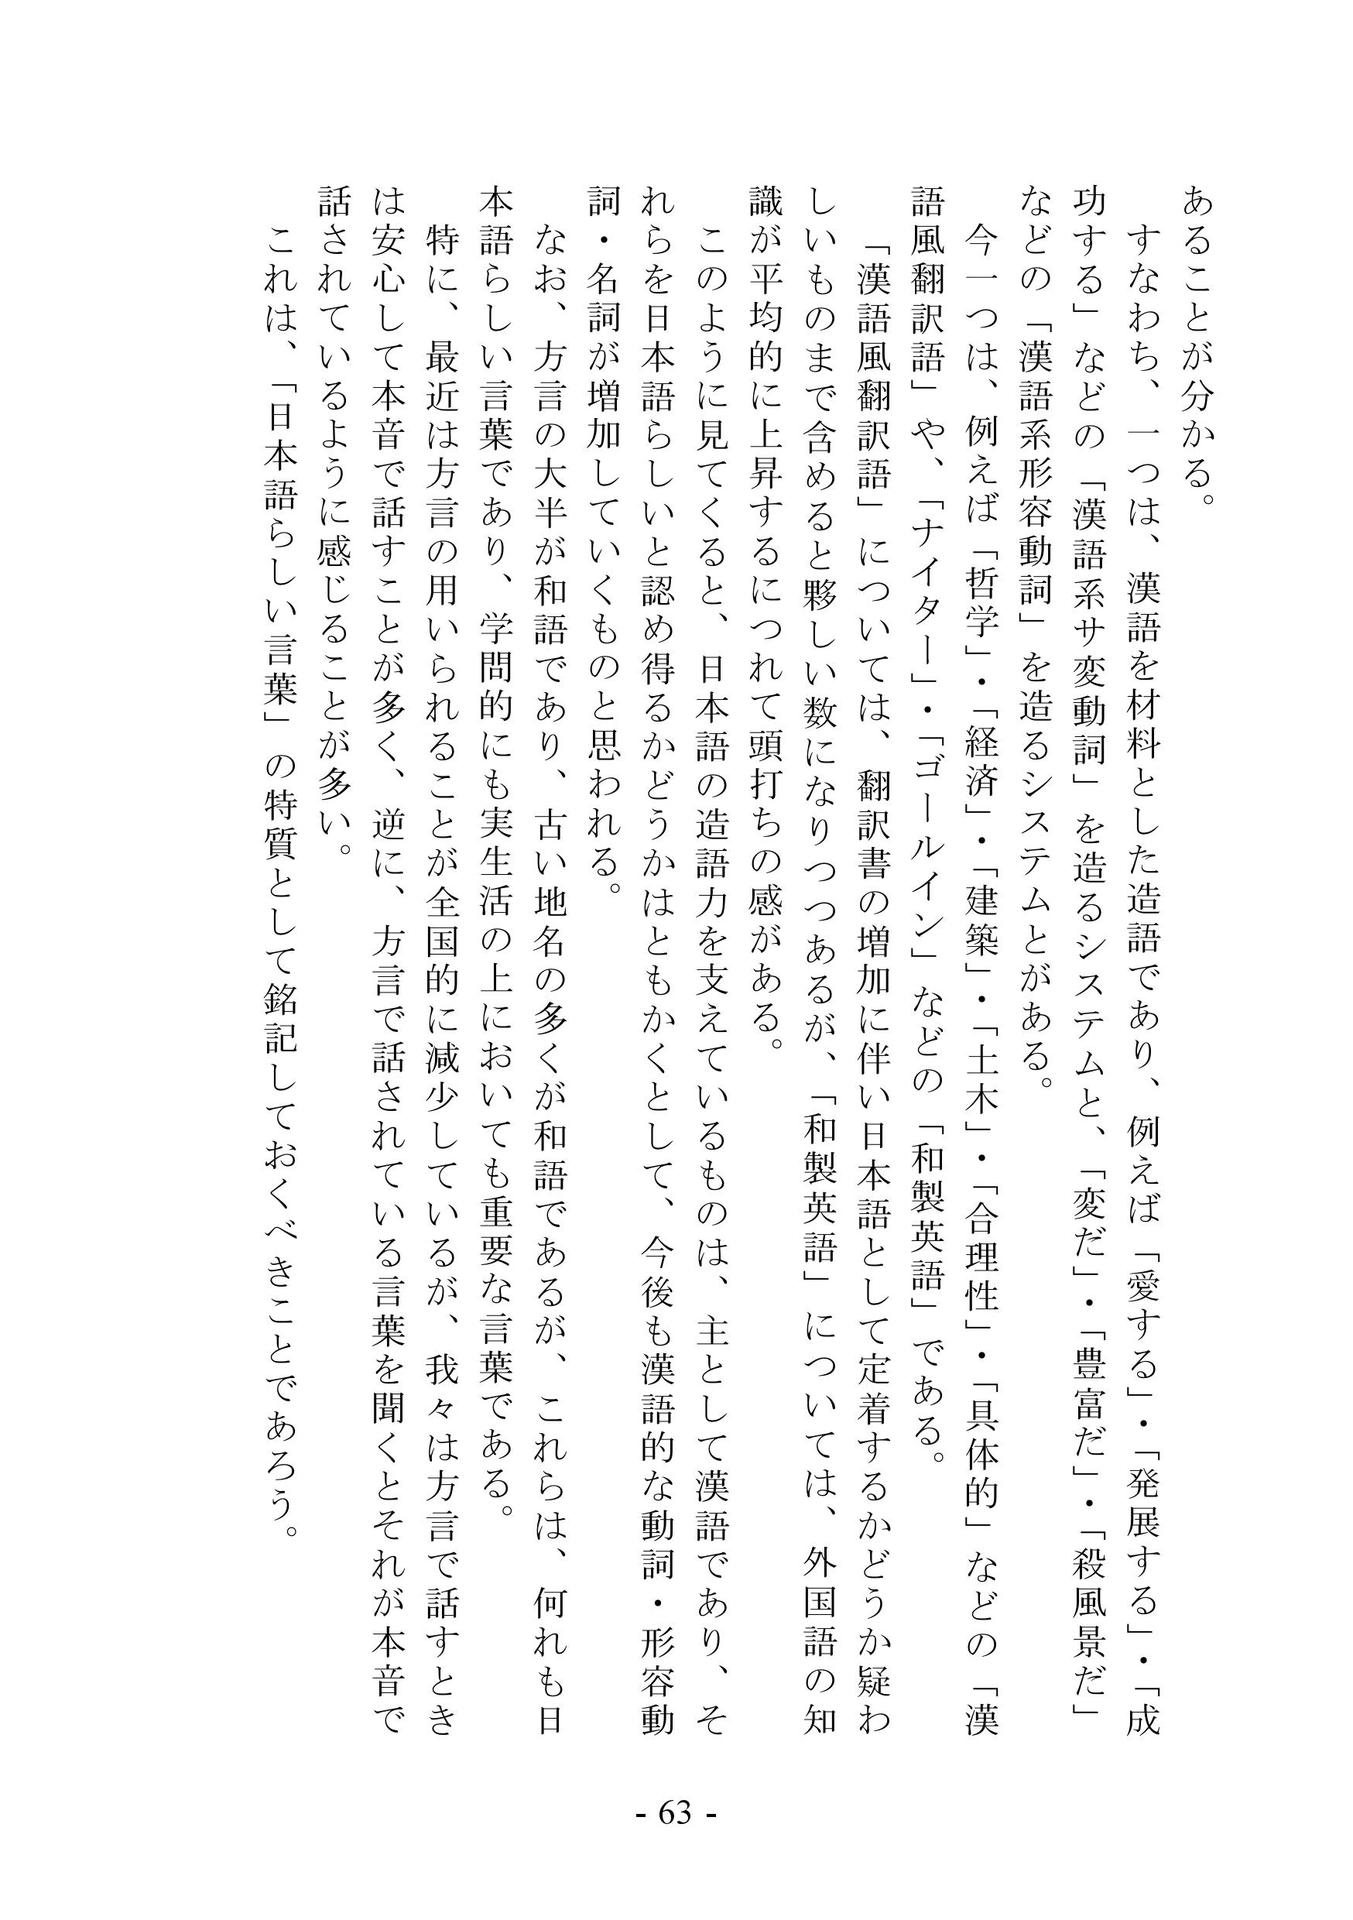 あることが分かる。
　すなわち、一つは、漢語を材料とした造語であり、例えば「愛する」・「発展する」・「成
功する」などの「漢語系サ変動詞」を造るシステムと、「変だ」・「豊富だ」・「殺風景だ」
などの「漢語系形容動詞」を造るシステムとがある。
　今一つは、例えば「哲学」・「経済」・「建築」・「土木」・「合理性」・「具体的」などの「漢
語風翻訳語」や、「ナイター」・「ゴールイン」などの「和製英語」である。
　「漢語風翻訳語」については、翻訳書の増加に伴い日本語として定着するかどうか疑わ
しいものまで含めると夥しい数になりつつあるが、「和製英語」については、外国語の知
識が平均的に上昇するにつれて頭打ちの感がある。
　このように見てくると、日本語の造語力を支えているものは、主として漢語であり、そ
れらを日本語らしいと認め得るかどうかはともかくとして、今後も漢語的な動詞・形容動
詞・名詞が増加していくものと思われる。
　なお、方言の大半が和語であり、古い地名の多くが和語であるが、これらは、何れも日
本語らしい言葉であり、学問的にも実生活の上においても重要な言葉である。
　特に、最近は方言の用いられることが全国的に減少しているが、我々は方言で話すとき
は安心して本音で話すことが多く、逆に、方言で話されている言葉を聞くとそれが本音で
話されているように感じることが多い。
　これは、「日本語らしい言葉」の特質として銘記しておくべきことであろう。
- 63 -